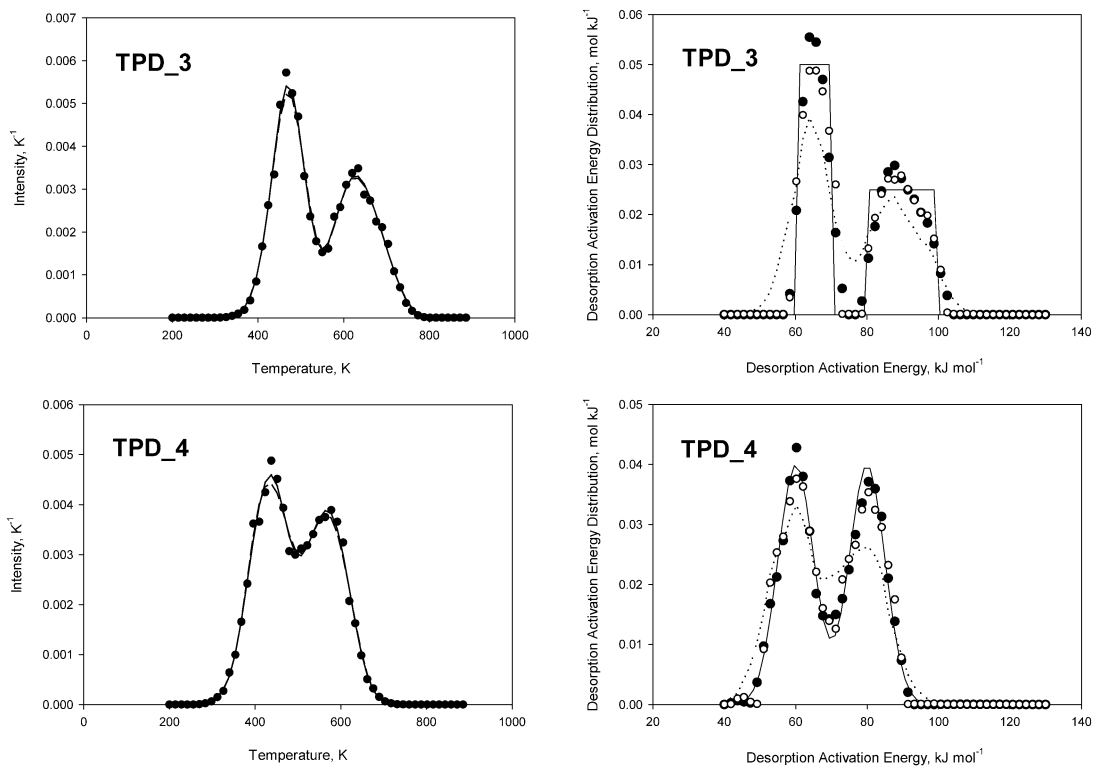 TPD_3
Intensity, K⁻¹
0.007
0.006
0.005
0.004
0.003
0.002
0.001
0.000
0 200 400 600 800 1000
Temperature, K
TPD_3
Desorption Activation Energy Distribution, mol kJ⁻¹
0.06
0.05
0.04
0.03
0.02
0.01
0.00
20 40 60 80 100 120 140
Desorption Activation Energy, kJ mol⁻¹
TPD_4
Intensity, K⁻¹
0.006
0.005
0.004
0.003
0.002
0.001
0.000
0 200 400 600 800 1000
Temperature, K
TPD_4
Desorption Activation Energy Distribution, mol kJ⁻¹
0.05
0.04
0.03
0.02
0.01
0.00
20 40 60 80 100 120 140
Desorption Activation Energy, kJ mol⁻¹